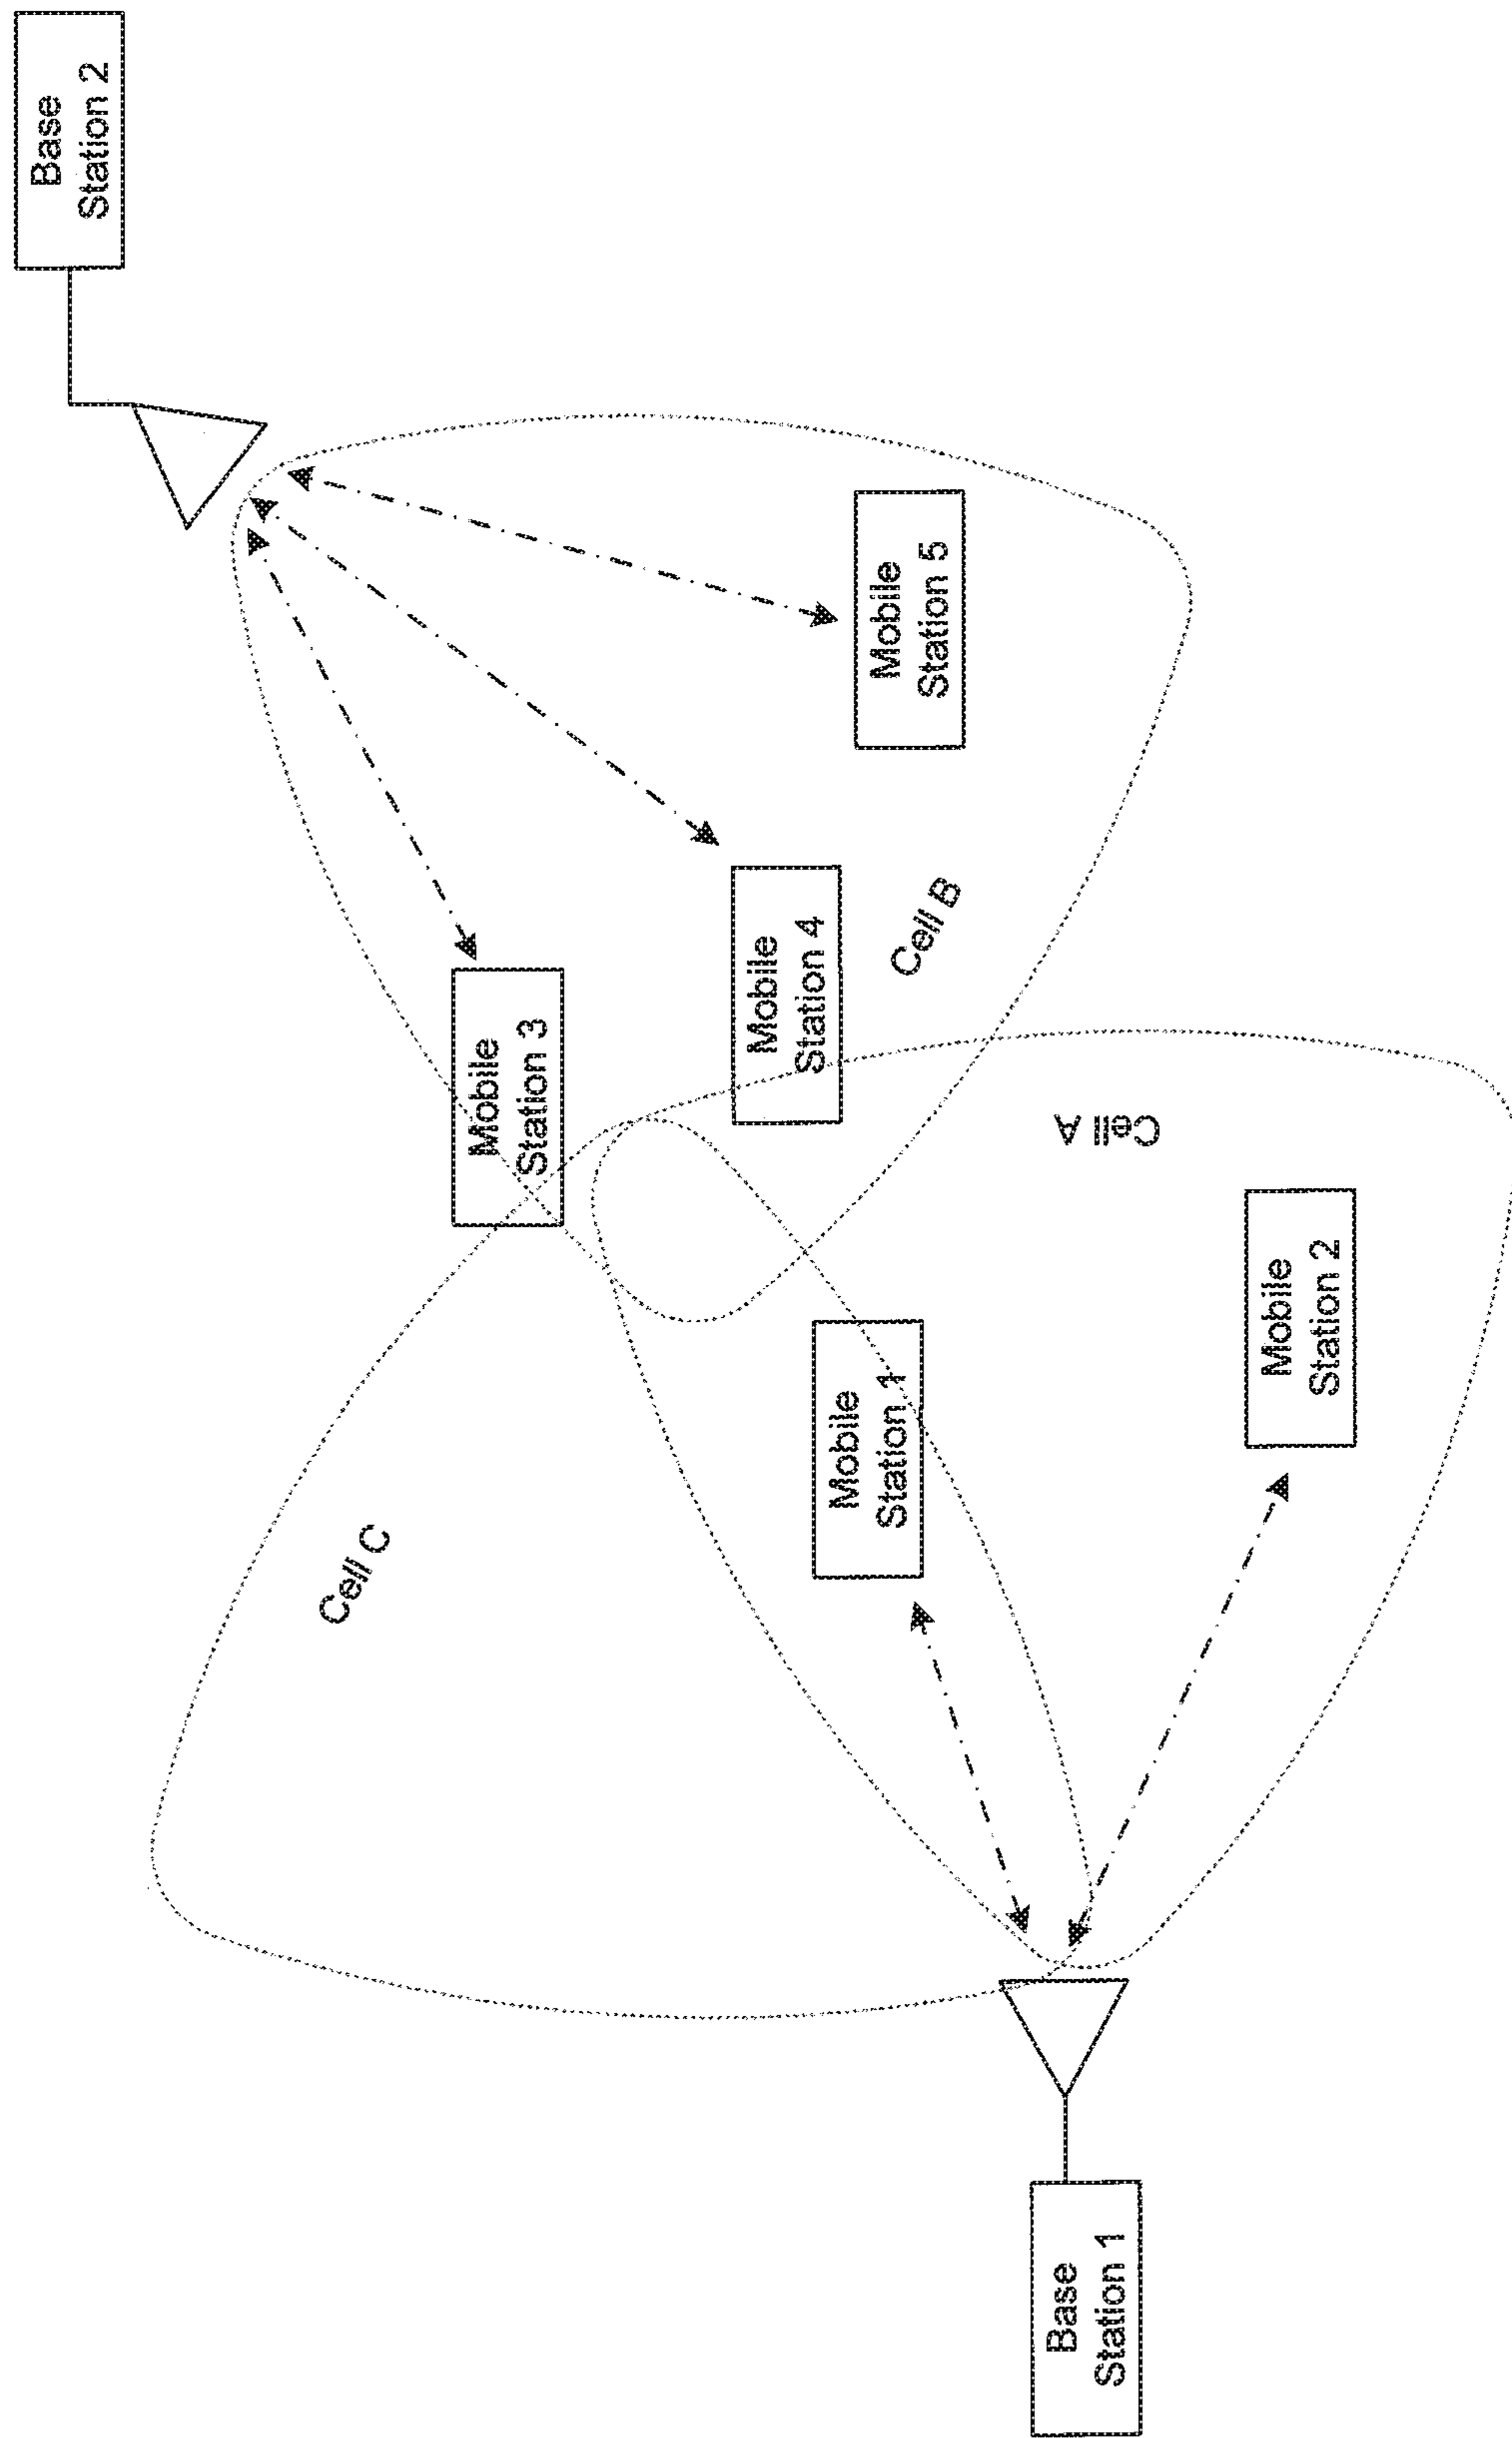 Base
Station 2
Mobile
Station 5
Mobile
Station 4
Cell B
Mobile
Station 3
Cell A
Mobile
Station 2
Mobile
Station 1
Cell C
Base
Station 1